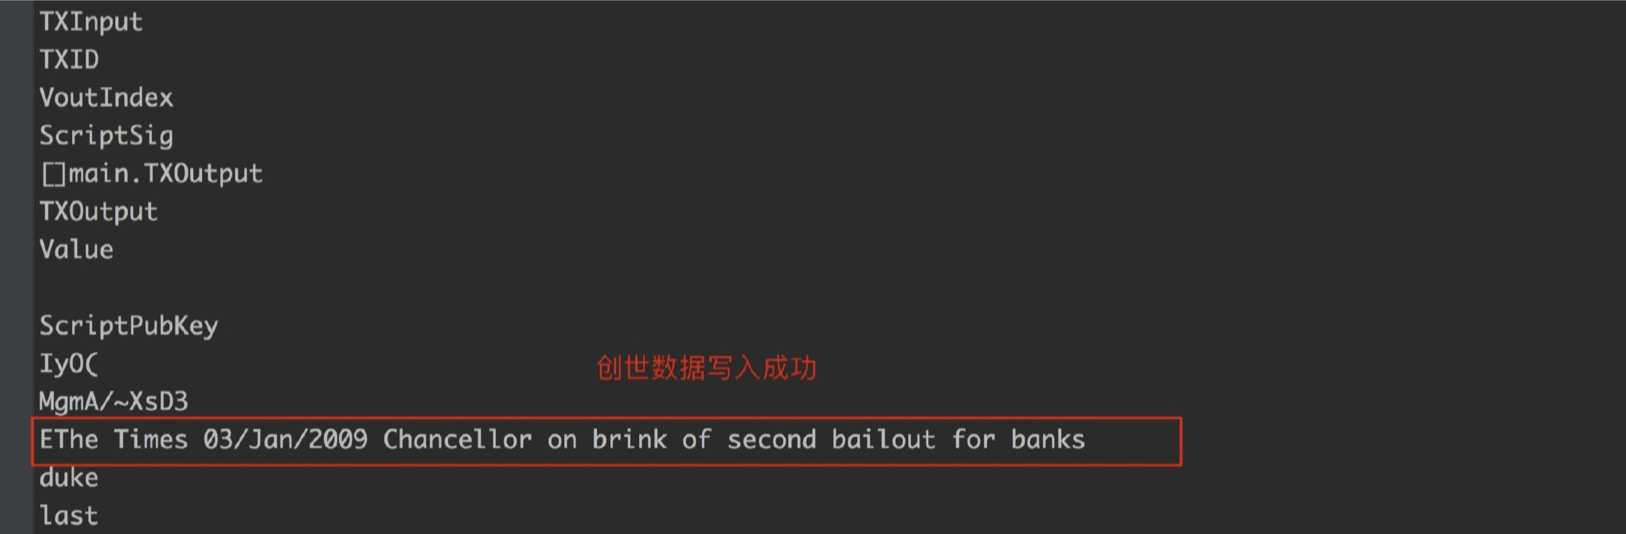 TXInput
TXID
VoutIndex
ScriptSig
[]main.TXOutput
TXOutput
Value
ScriptPubKey
IyO(
创世数据写入成功
MgmA/~XsD3
EThe Times 03/Jan/2009 Chancellor on brink of second bailout for banks
duke
last